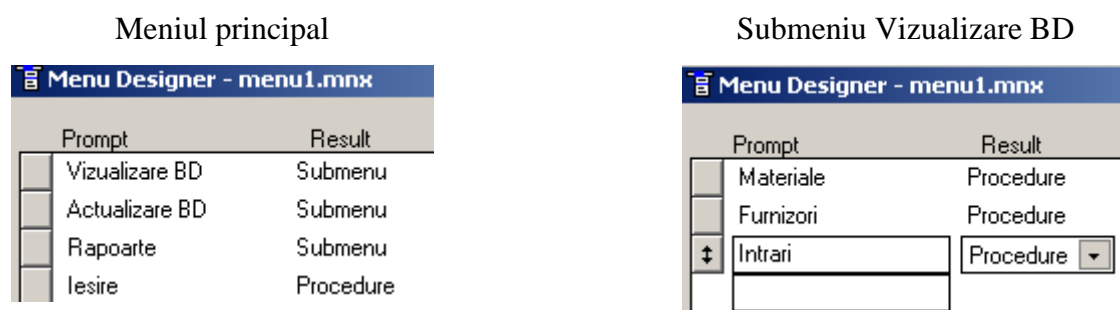 Meniul principal
Menu Designer - menu1.mnx
Prompt Result
Vizualizare BD Submenu
Actualizare BD Submenu
Rapoarte Submenu
Iesire Procedure
Submeniu Vizualizare BD
Menu Designer - menu1.mnx
Prompt Result
Materiale Procedure
Furnizori Procedure
Intrari Procedure